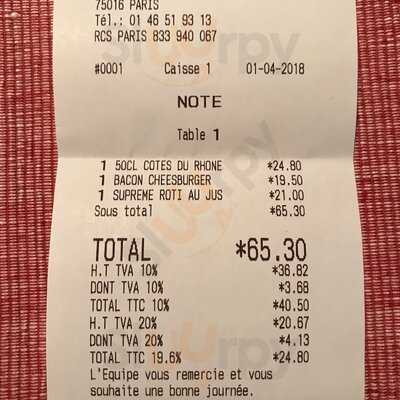 75016 PARIS
Tél.: 01 46 51 93 13
RCS PARIS 833 940 067
#0001 Caisse 1 01-04-2018
NOTE
Table 1
1 50CL COTES DU RHONE *24.80
1 BACON CHEESBURGER *19.50
1 SUPREME ROTI AU JUS *21.00
Sous total *65.30
TOTAL *65.30
H.T TVA 10% *36.82
DONT TVA 10% *3.68
TOTAL TTC 10% *40.50
H.T TVA 20% *20.67
DONT TVA 20% *4.13
TOTAL TTC 19.6% *24.80
L'Equipe vous remercie et vous
souhaite une bonne journée.